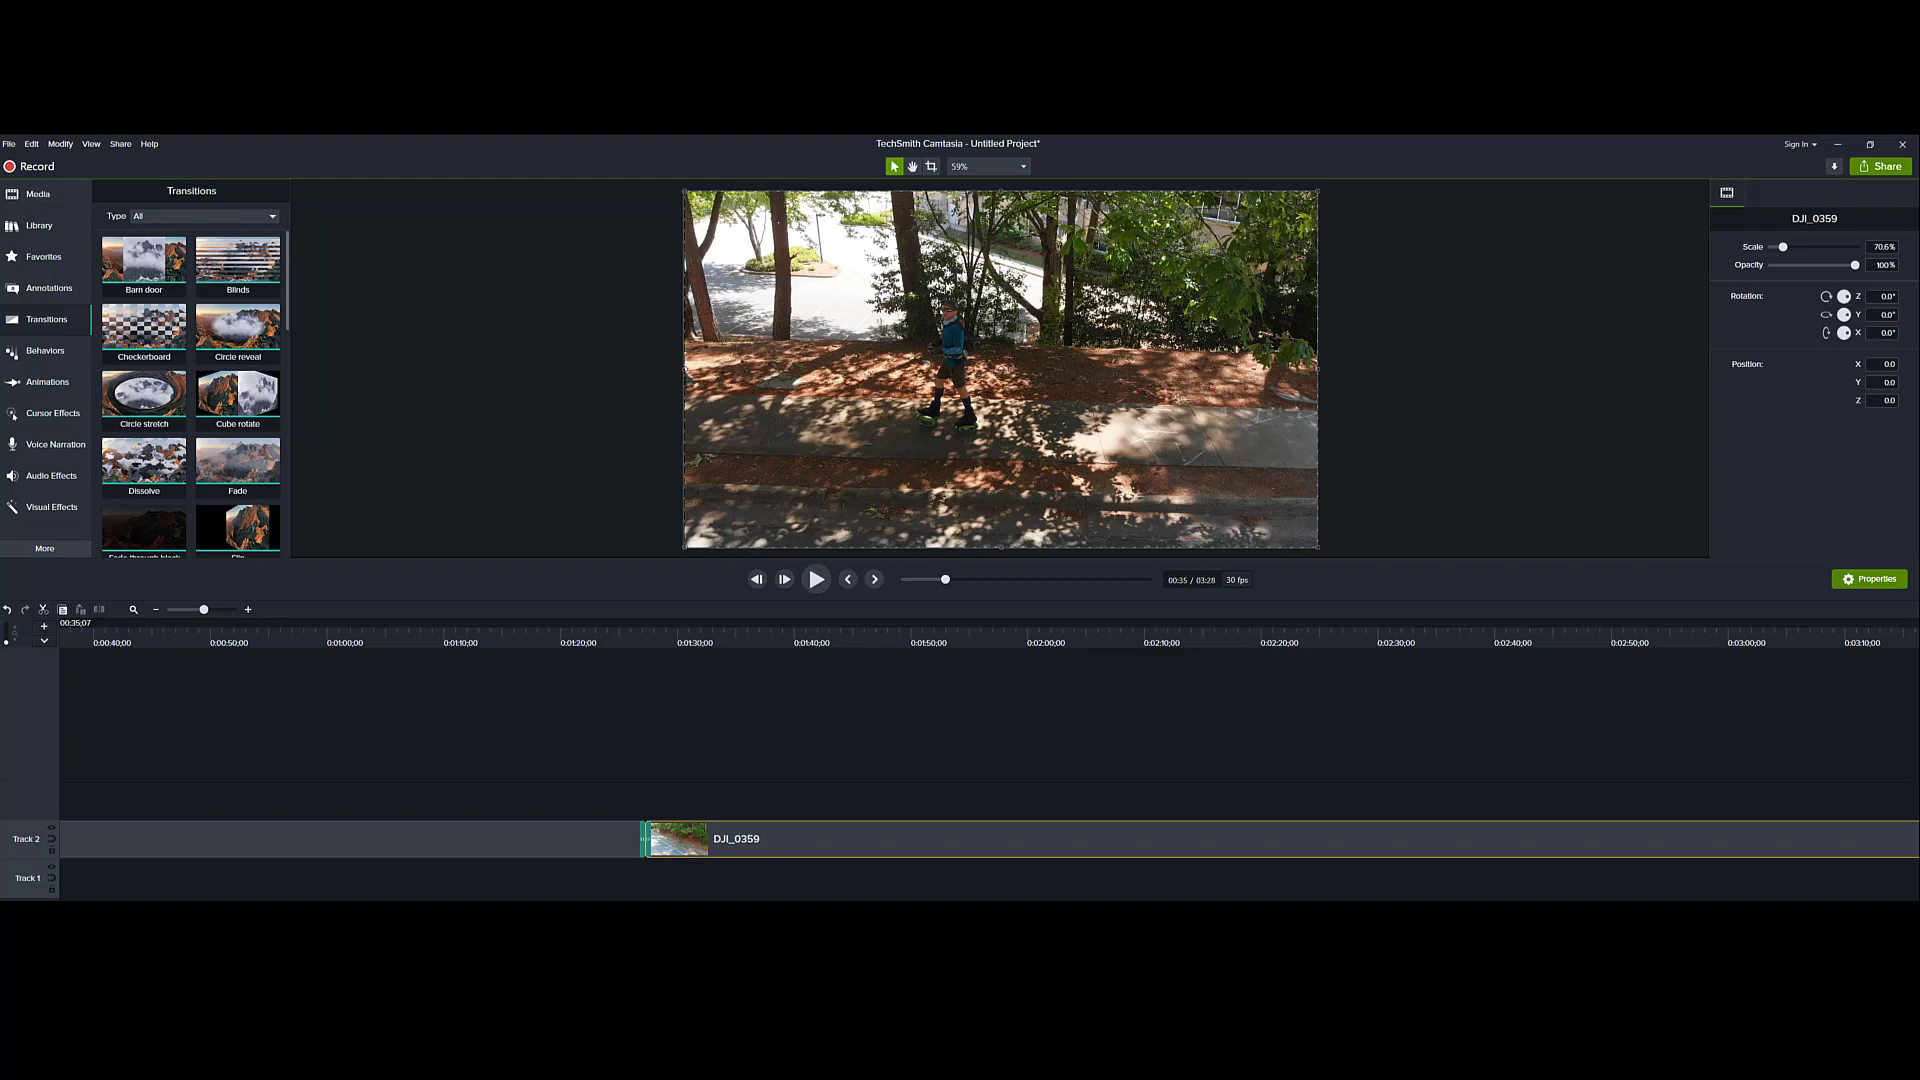 File Edit Modify View Share Help
TechSmith Camtasia - Untitled Project*
Sign In
Record
59%
Share
Media
Library
Favorites
Annotations
Transitions
Behaviors
Animations
Cursor Effects
Voice Narration
Audio Effects
Visual Effects
More
Transitions
Type All
Barn door Blinds
Checkerboard Circle reveal
Circle stretch Cube rotate
Dissolve Fade
Fade through black Flip
DJI_0359
Scale 70.6%
Opacity 100%
Rotation: Z 0.0°
Y 0.0°
X 0.0°
Position: X 0.0
Y 0.0
Z 0.0
00:35 / 03:28 30 fps
Properties
00:35;07
0:00:40;00 0:00:50;00 0:01:00;00 0:01:10;00 0:01:20;00 0:01:30;00 0:01:40;00 0:01:50;00 0:02:00;00 0:02:10;00 0:02:20;00 0:02:30;00 0:02:40;00 0:02:50;00 0:03:00;00 0:03:10;00
Track 2
DJI_0359
Track 1